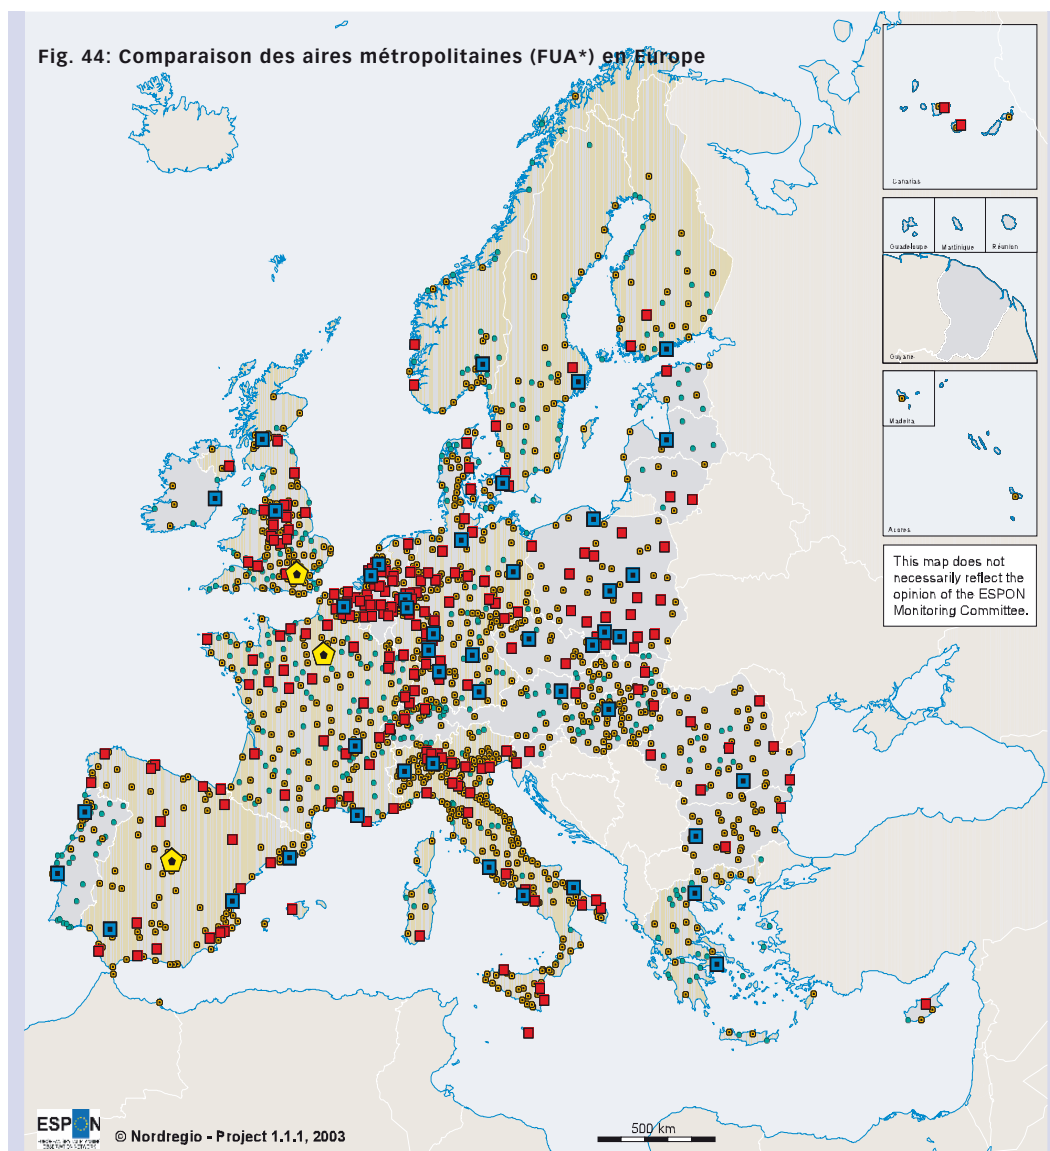 Fig. 44: Comparaison des aires métropolitaines (FUA*) en Europe
Canarias
Guadeloupe
Martinique
Réunion
Guyane
Madeira
Acores
This map does not
necessarily reflect the
opinion of the ESPON
Monitoring Committee.
ESPON
© Nordregio - Project 1.1.1, 2003
500 km